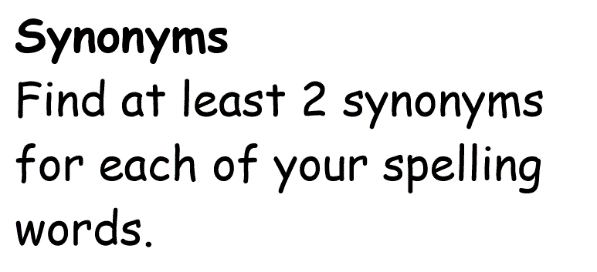 Synonyms
Find at least 2 synonyms
for each of your spelling
words.